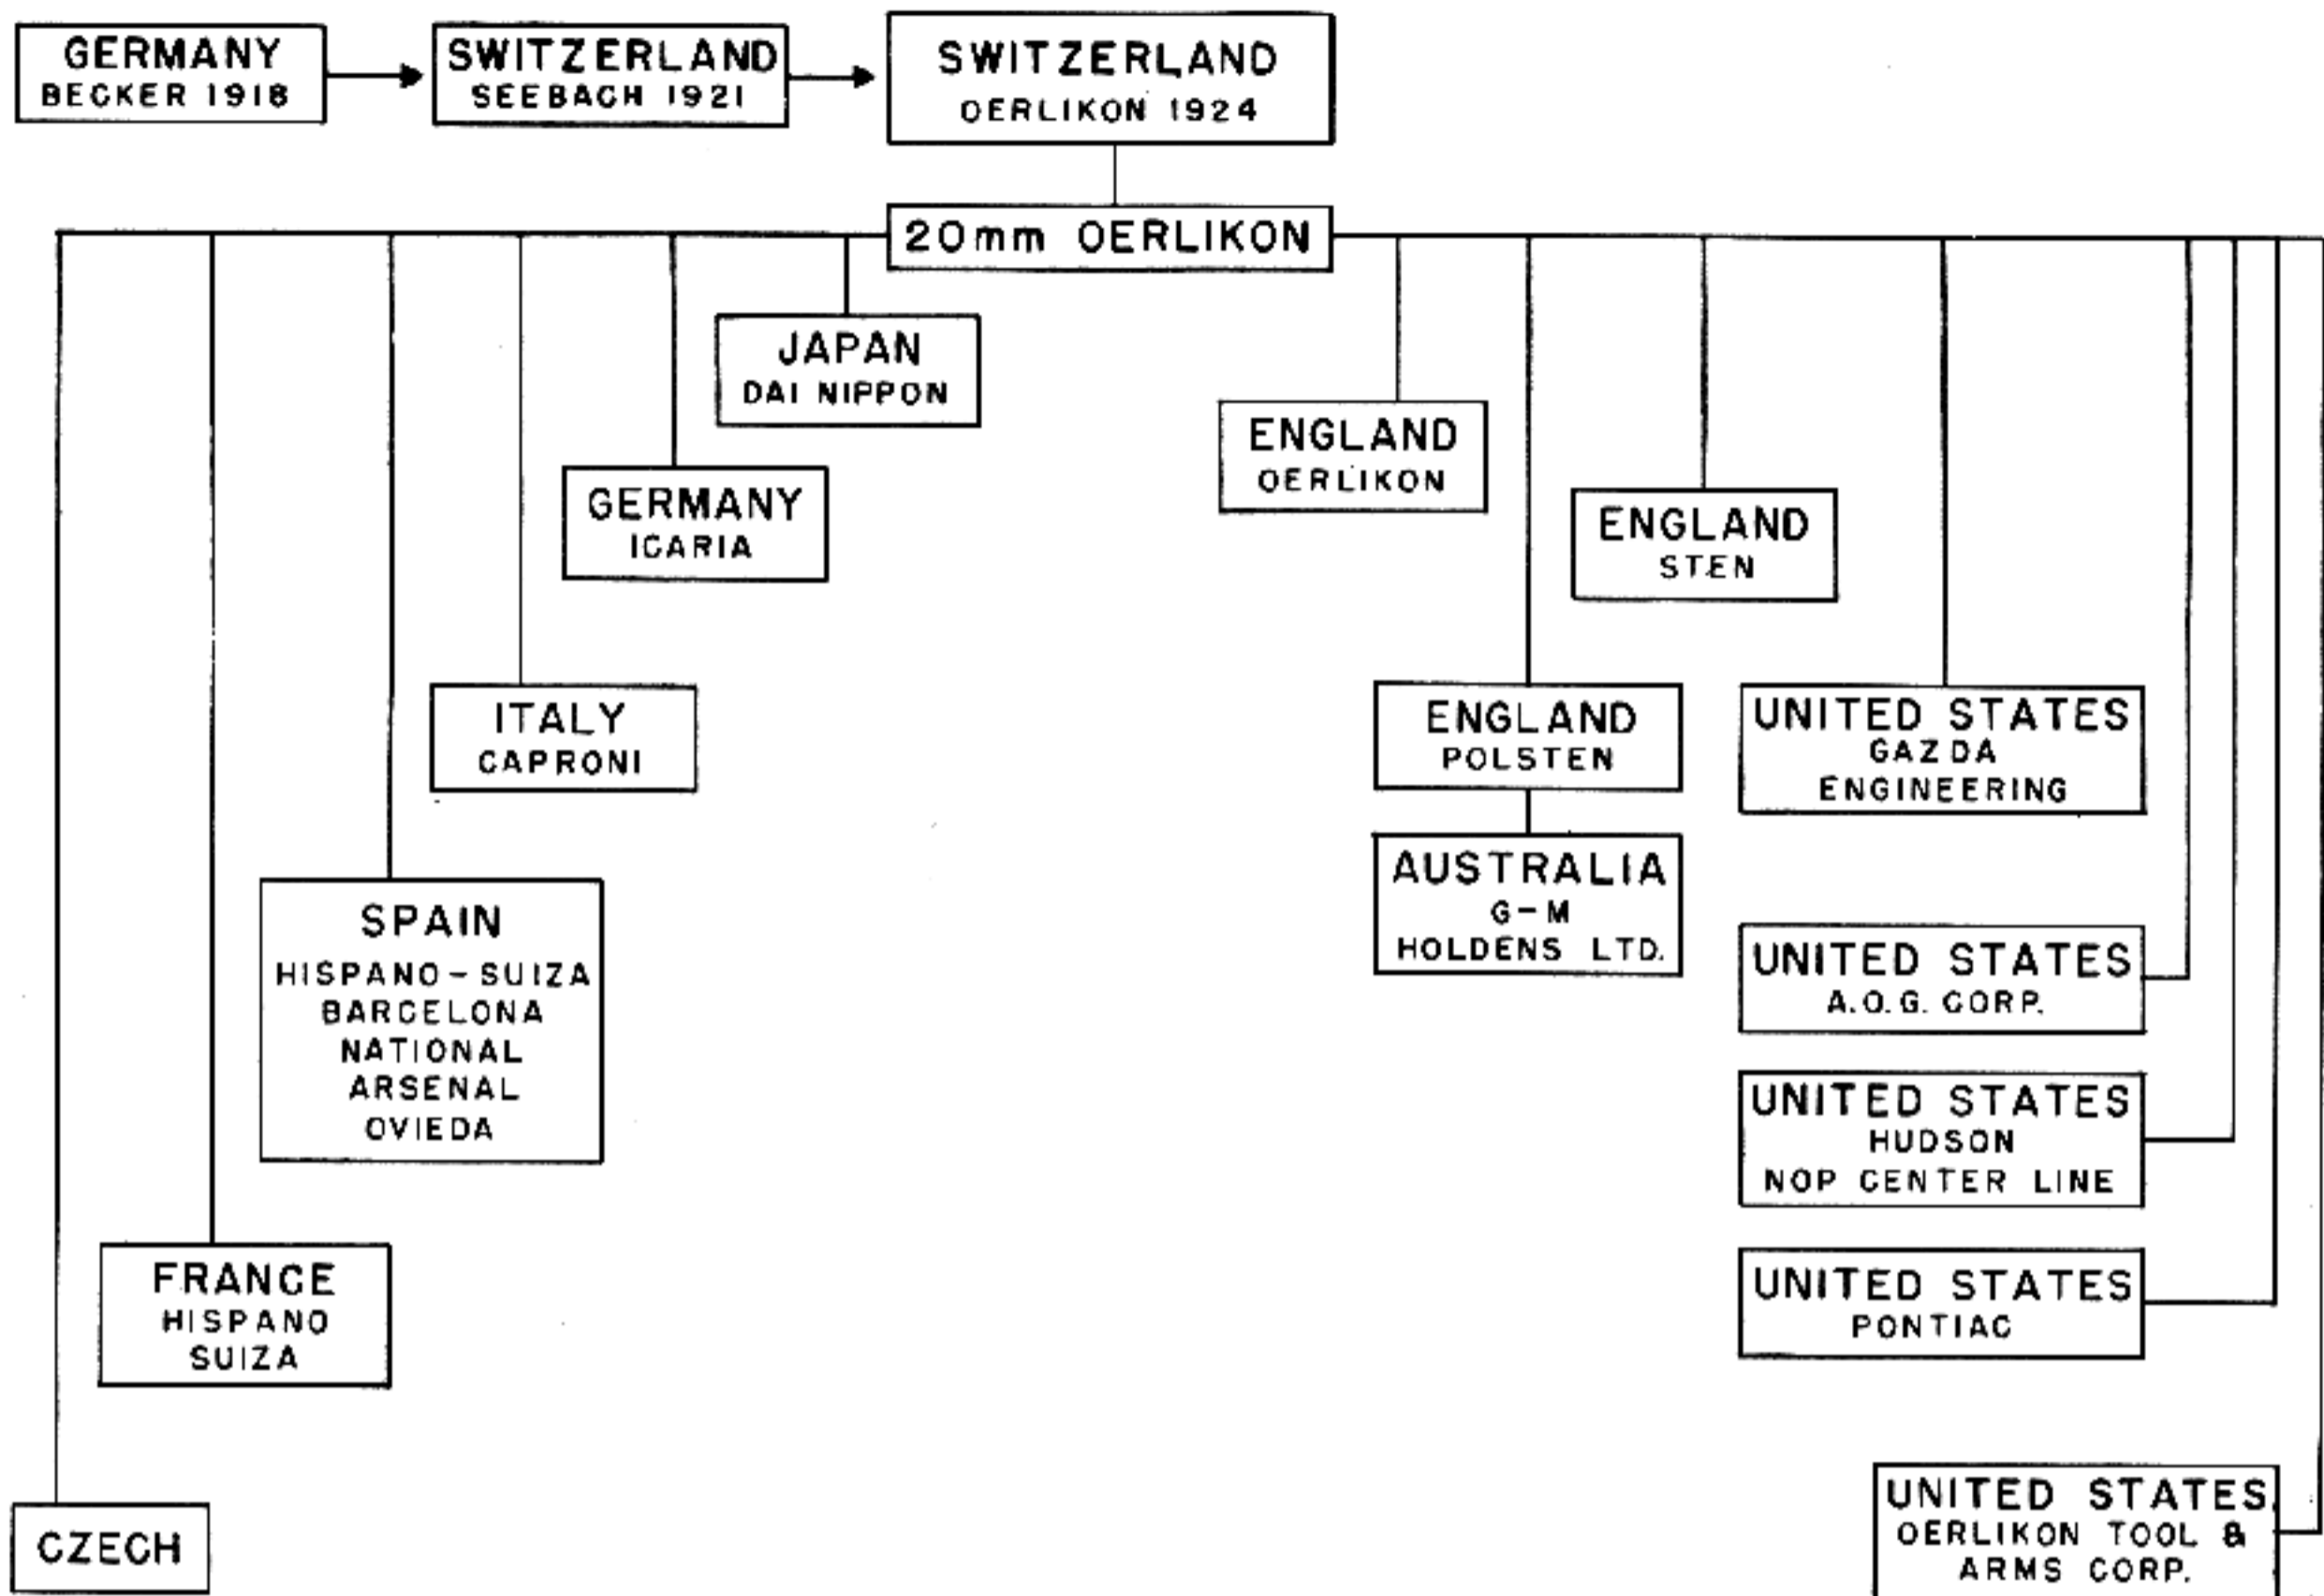 GERMANY
BECKER 1918
SWITZERLAND
SEEBACH 1921
SWITZERLAND
OERLIKON 1924
20mm OERLIKON
JAPAN
DAI NIPPON
ENGLAND
OERLIKON
GERMANY
ICARIA
ENGLAND
STEN
ITALY
CAPRONI
ENGLAND
POLSTEN
UNITED STATES
GAZDA
ENGINEERING
AUSTRALIA
G-M
HOLDENS LTD.
SPAIN
HISPANO-SUIZA
BARCELONA
NATIONAL
ARSENAL
OVIEDA
UNITED STATES
A.O.G. CORP.
UNITED STATES
HUDSON
NOP CENTER LINE
FRANCE
HISPANO
SUIZA
UNITED STATES
PONTIAC
CZECH
UNITED STATES
OERLIKON TOOL &
ARMS CORP.